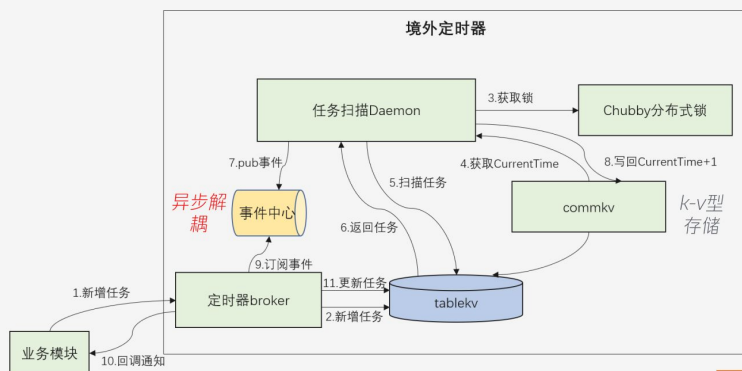 境外定时器
任务扫描Daemon
3.获取锁
Chubby分布式锁
7.pub事件
4.获取CurrentTime
8.写回CurrentTime+1
5.扫描任务
异步解
耦
事件中心
6.返回任务
commkv
k-v型
存储
9.订阅事件
1.新增任务
定时器broker
11.更新任务
2.新增任务
tablekv
业务模块
10.回调通知